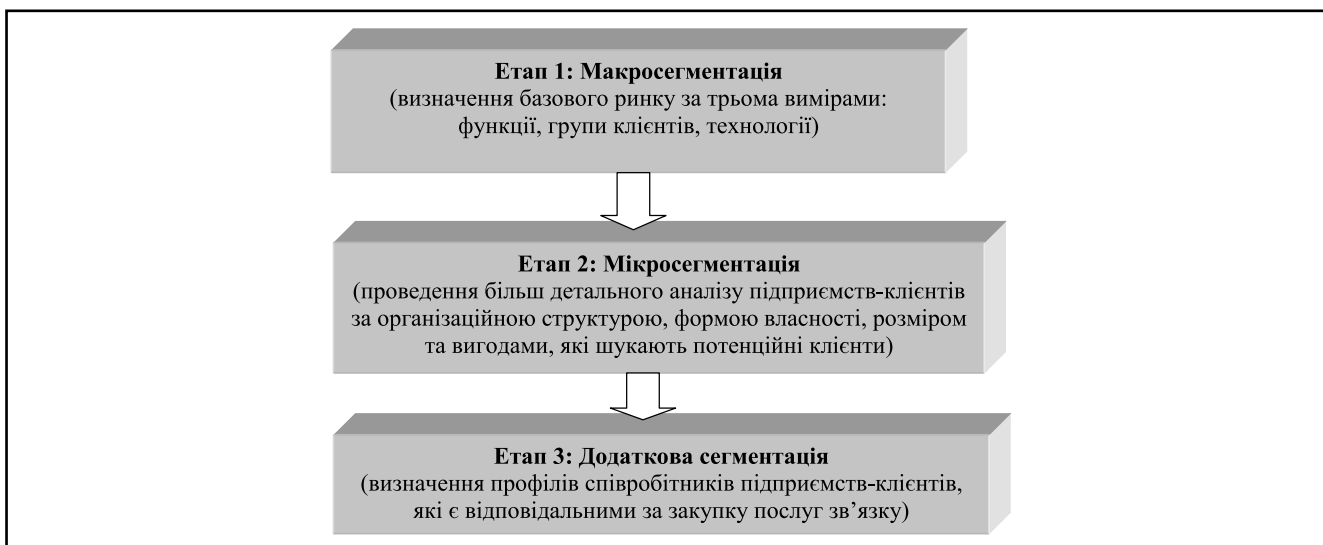 Етап 1: Макросегментація
(визначення базового ринку за трьома вимірами:
функції, групи клієнтів, технології)
Етап 2: Мікросегментація
(проведення більш детального аналізу підприємств-клієнтів
за організаційною структурою, формою власності, розміром
та вигодами, які шукають потенційні клієнти)
Етап 3: Додаткова сегментація
(визначення профілів співробітників підприємств-клієнтів,
які є відповідальними за закупку послуг зв’язку)